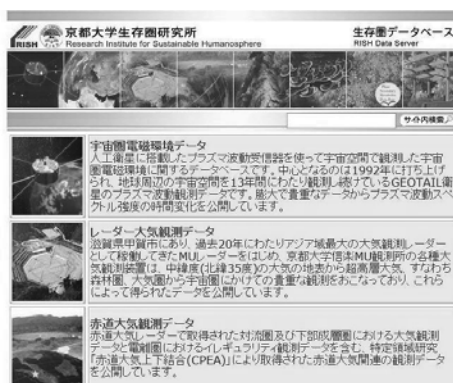 RISH
京都大学生存圏研究所
Research Institute for Sustainable Humanosphere
生存圏データベース
RISH Data Server
サイト内検索
宇宙圏電磁環境データ
人工衛星に搭載したプラズマ波動受信器を使って宇宙空間で観測した宇宙
圏電磁環境に関するデータベースです。中心となるのは1992年に打ち上げ
られ、地球周辺の宇宙空間を13年間にわたり観測し続けているGEOTAIL衛
星のプラズマ波動観測データです。膨大で貴重なデータからプラズマ波動スペ
クトル強度の時間変化を公開しています。
レーダー大気観測データ
滋賀県甲賀市にあり、過去20年にわたりアジア域最大の大気観測レーダー
として稼働してきたMUレーダーをはじめ、京都大学信楽MU観測所の各種大
気観測装置は、中緯度(北緯35度)の大気の地表から超高層大気、すなわち
森林圏、大気圏から宇宙圏にかけての貴重な観測をおこなっており、これら
によって得られたデータを公開しています。
赤道大気観測データ
赤道大気レーダーで取得された対流圏及び下部成層圏における大気観測
データと電離圏におけるイレギュラリティ観測データを含む、特定領域研究
「赤道大気上下結合(CPEA)」により取得された赤道大気関連の観測データ
を公開しています。